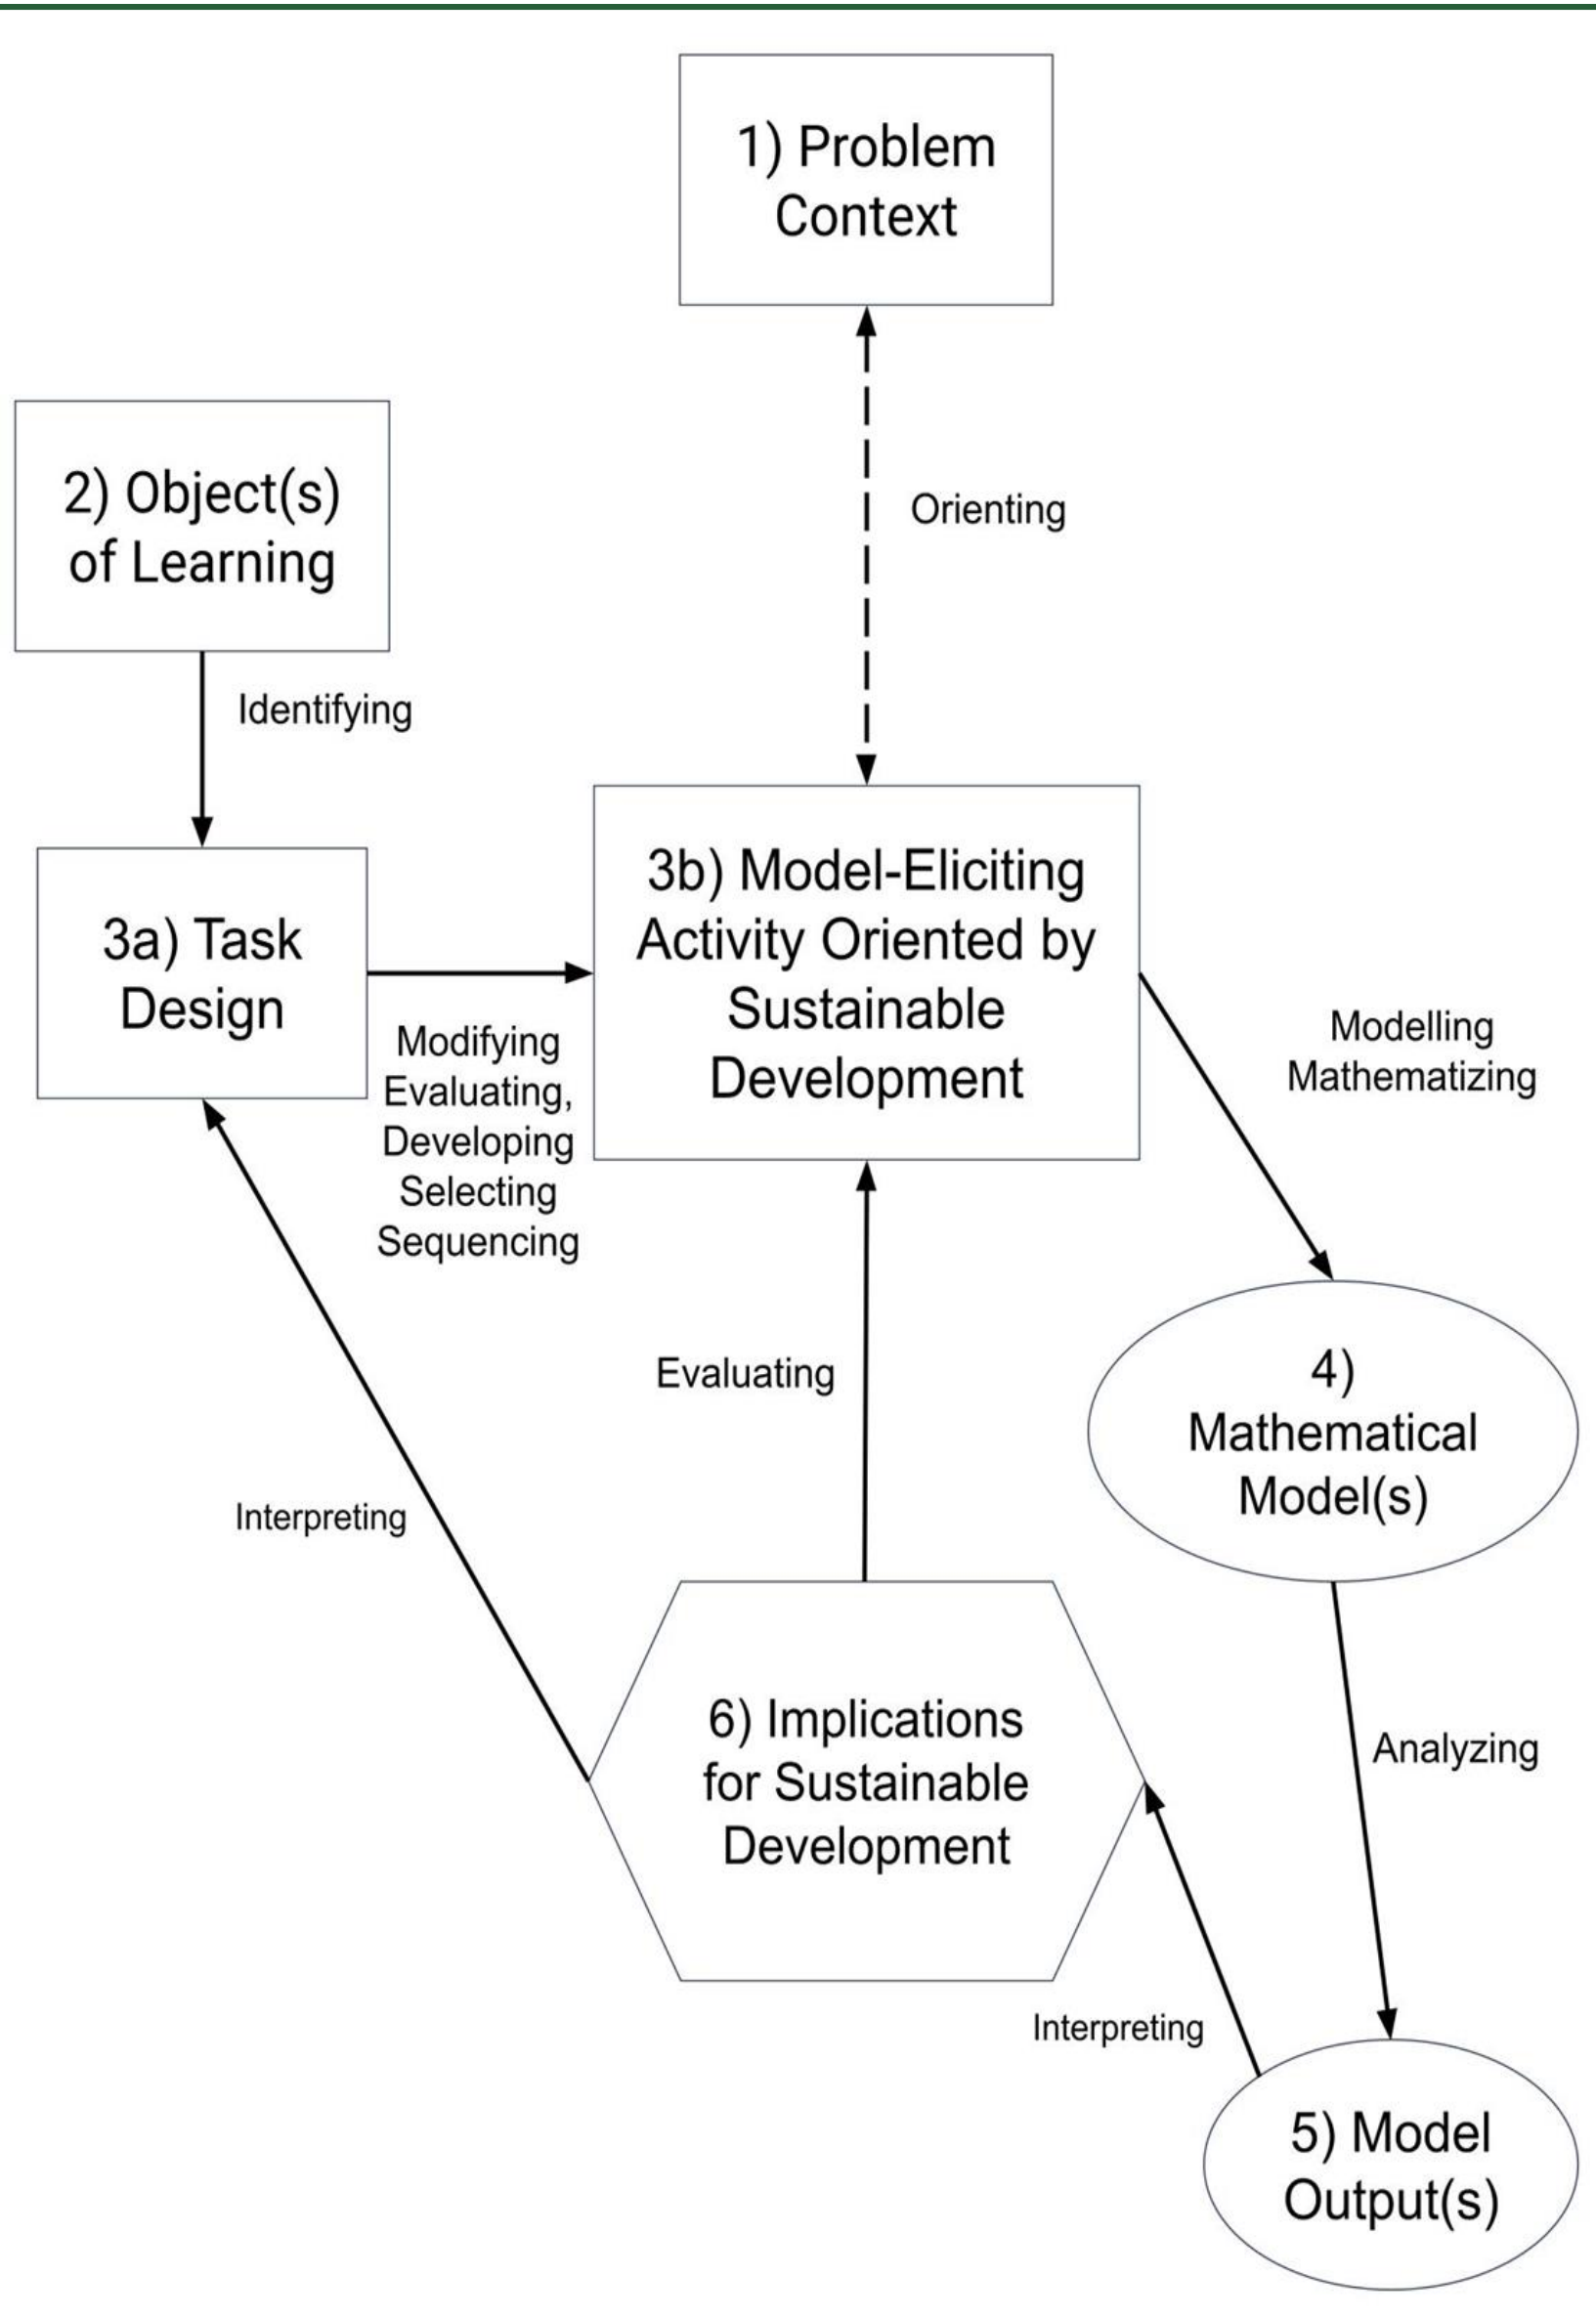 1) Problem
Context
2) Object(s)
of Learning
Orienting
Identifying
3a) Task
Design
3b) Model-Eliciting
Activity Oriented by
Sustainable
Development
Modifying
Evaluating,
Developing
Selecting
Sequencing
Modelling
Mathematizing
Evaluating
4)
Mathematical
Model(s)
Interpreting
6) Implications
for Sustainable
Development
Analyzing
Interpreting
5) Model
Output(s)